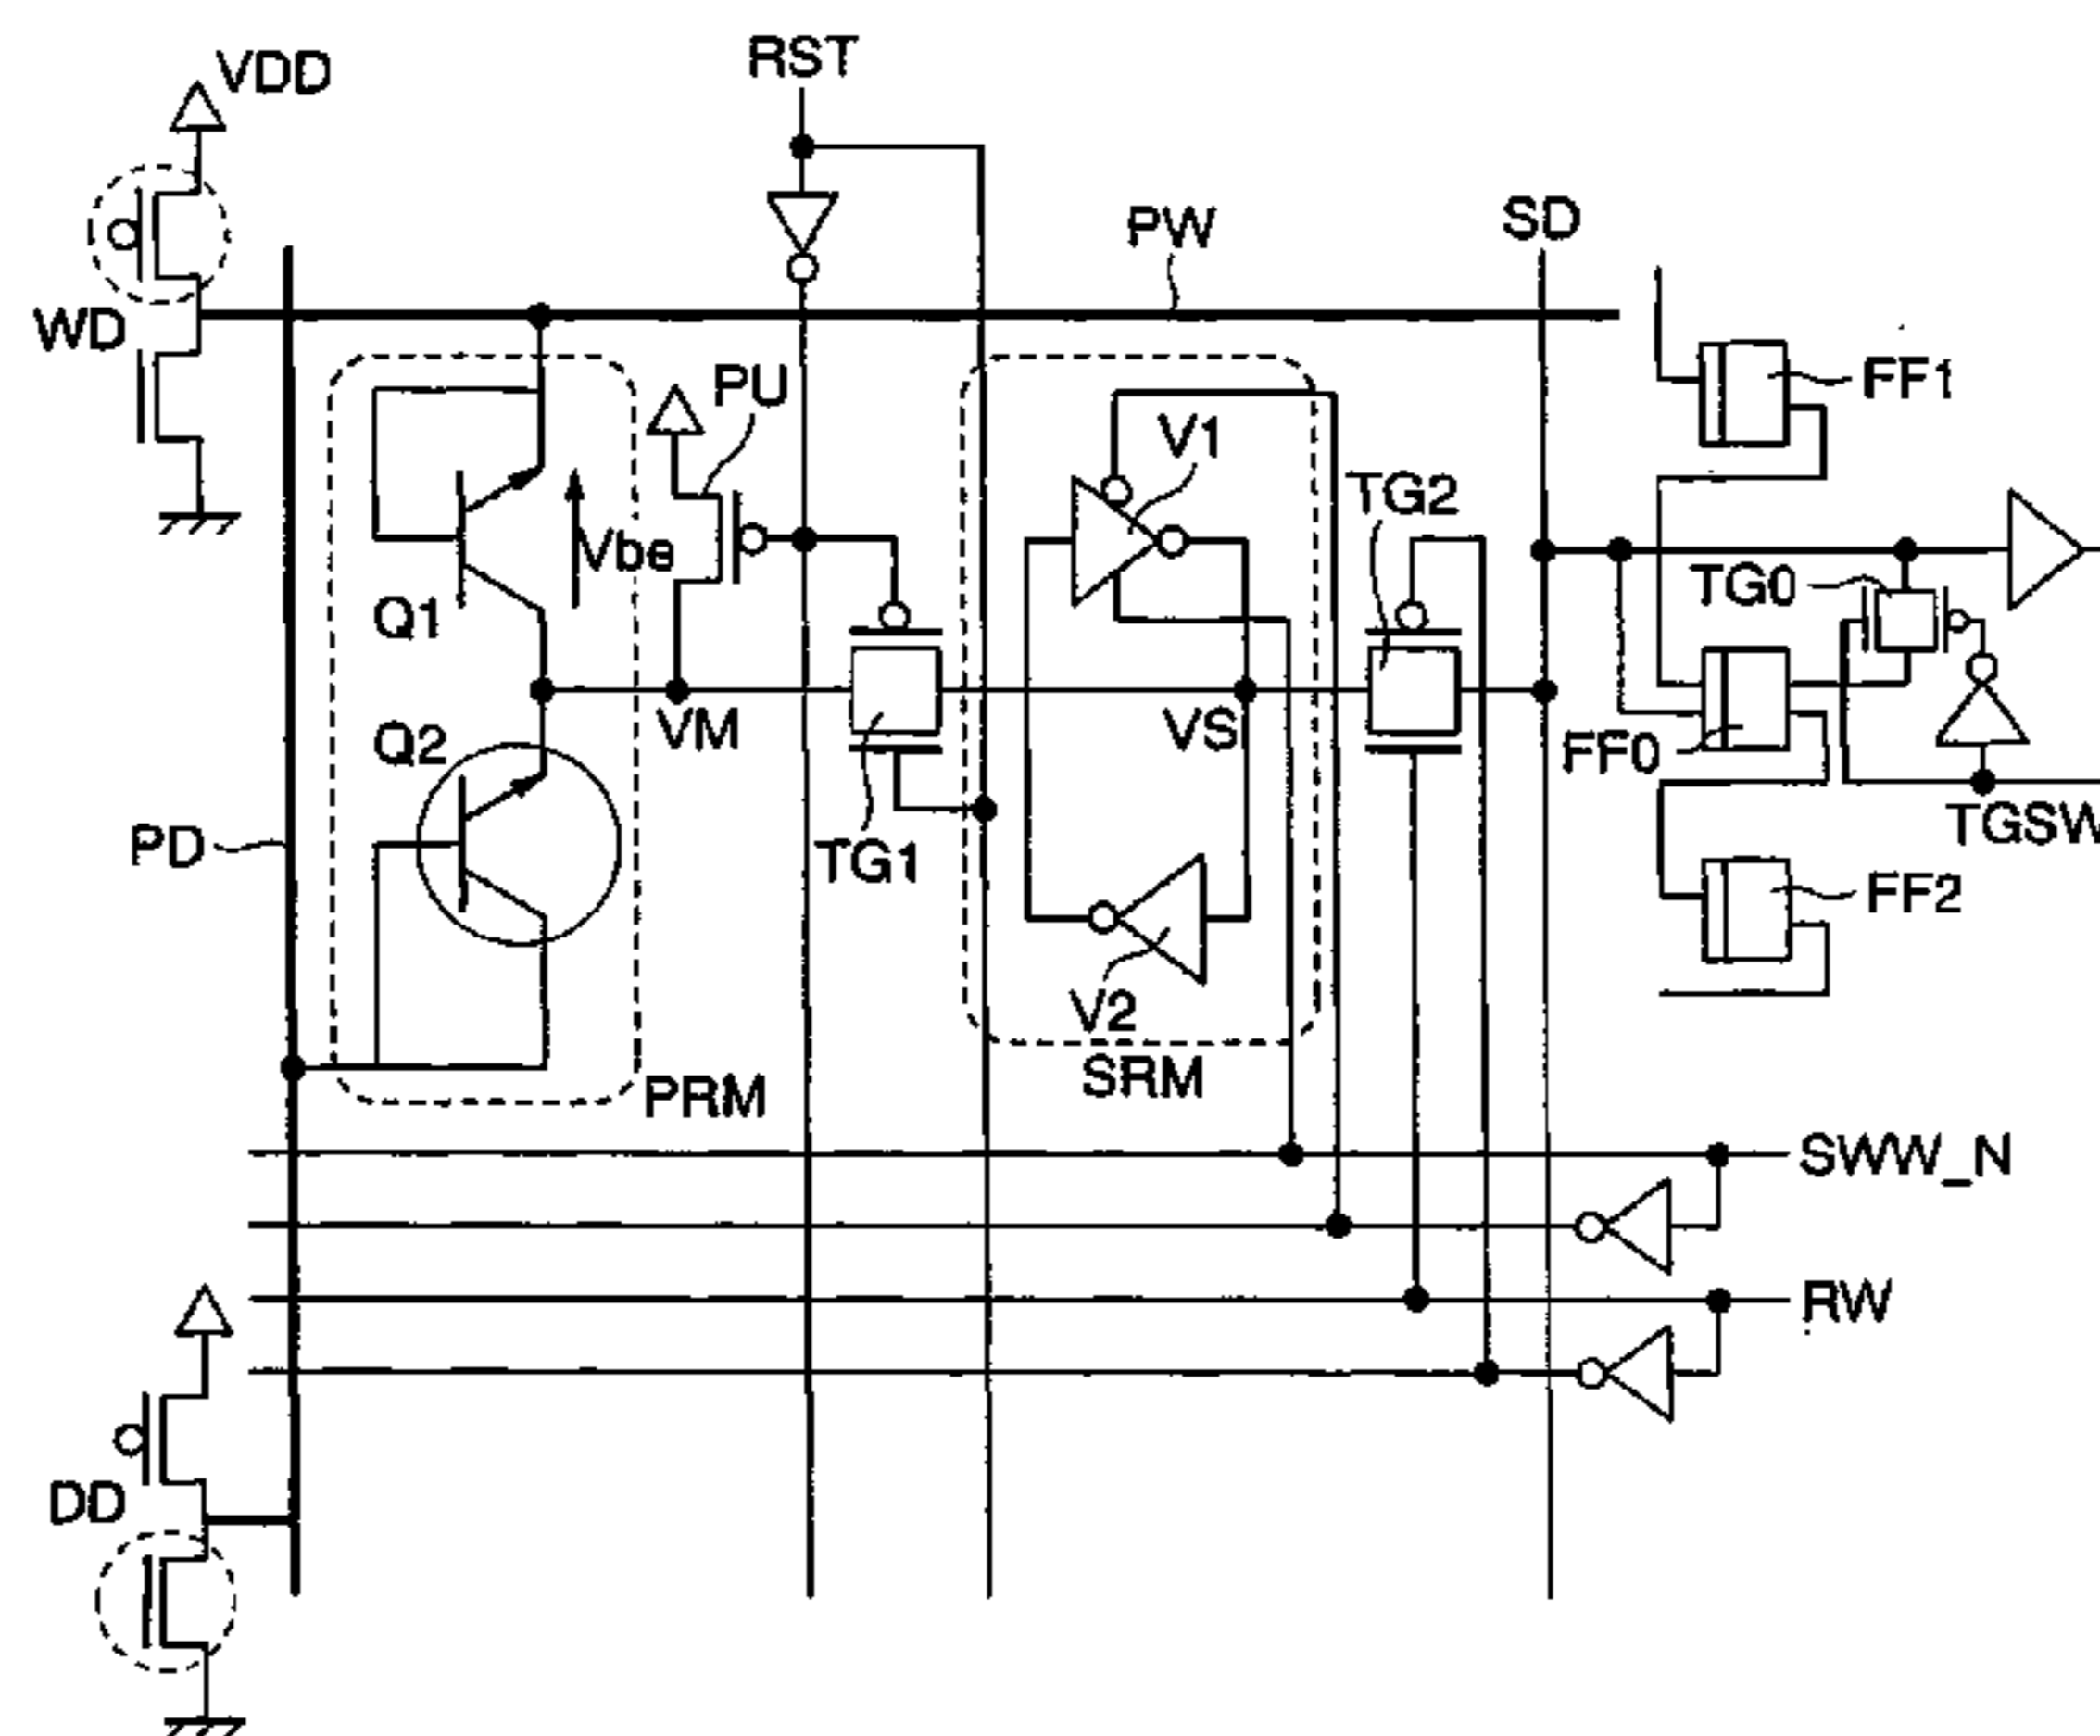 VDD
RST
PW
SD
WD
PU
FF1
V1
TG2
Vbe
TG0
Q1
VM
VS
Q2
FF0
TGSW
PD
TG1
FF2
V2
SRM
PRM
SWW_N
RW
DD